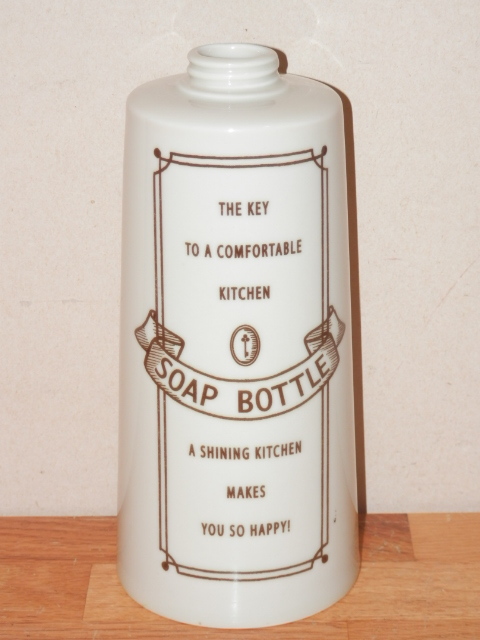 THE KEY
TO A COMFORTABLE
KITCHEN
SOAP BOTTLE
A SHINING KITCHEN
MAKES
YOU SO HAPPY!